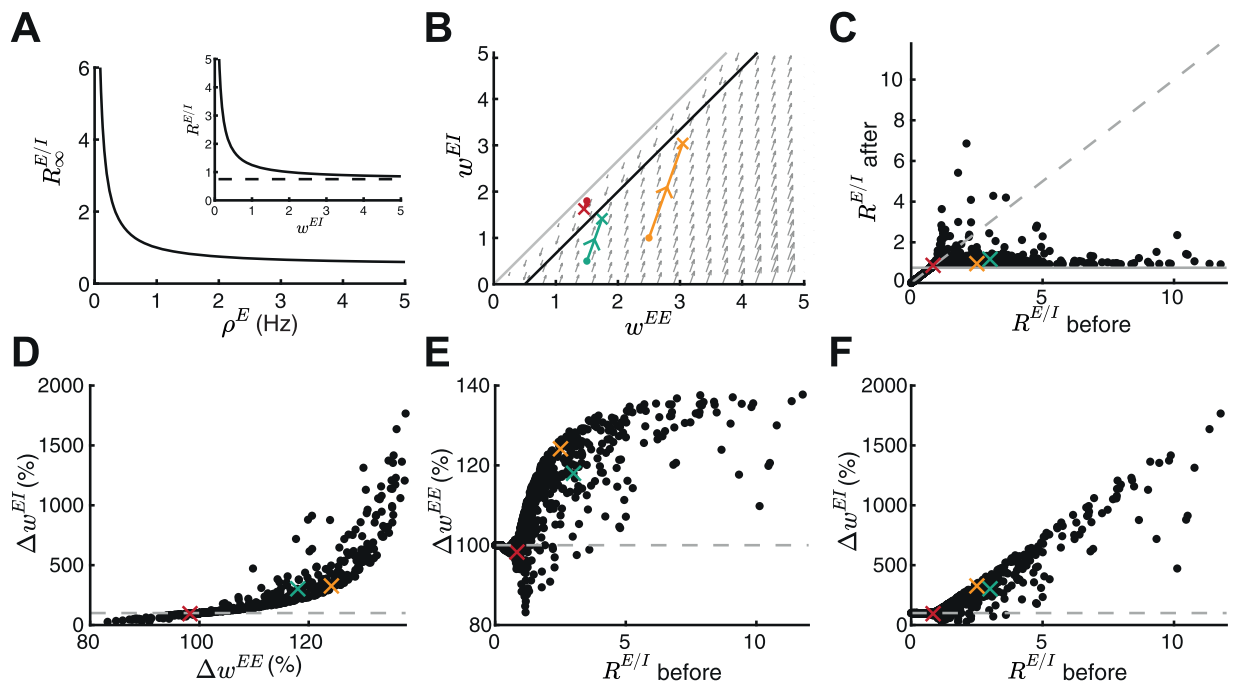 A
6
4
2
0
0 1 2 3 4 5
R∞^E/I
ρ^E (Hz)
5
4
3
2
1
0
0 1 2 3 4 5
R^E/I
w^EI
B
5
4
3
2
1
0
0 1 2 3 4 5
w^EI
w^EE
C
10
8
6
4
2
0
0 5 10
R^E/I after
R^E/I before
D
2000
1500
1000
500
0
80 100 120
Δw^EI (%)
Δw^EE (%)
E
140
120
100
80
0 5 10
Δw^EE (%)
R^E/I before
F
2000
1500
1000
500
0
0 5 10
Δw^EI (%)
R^E/I before